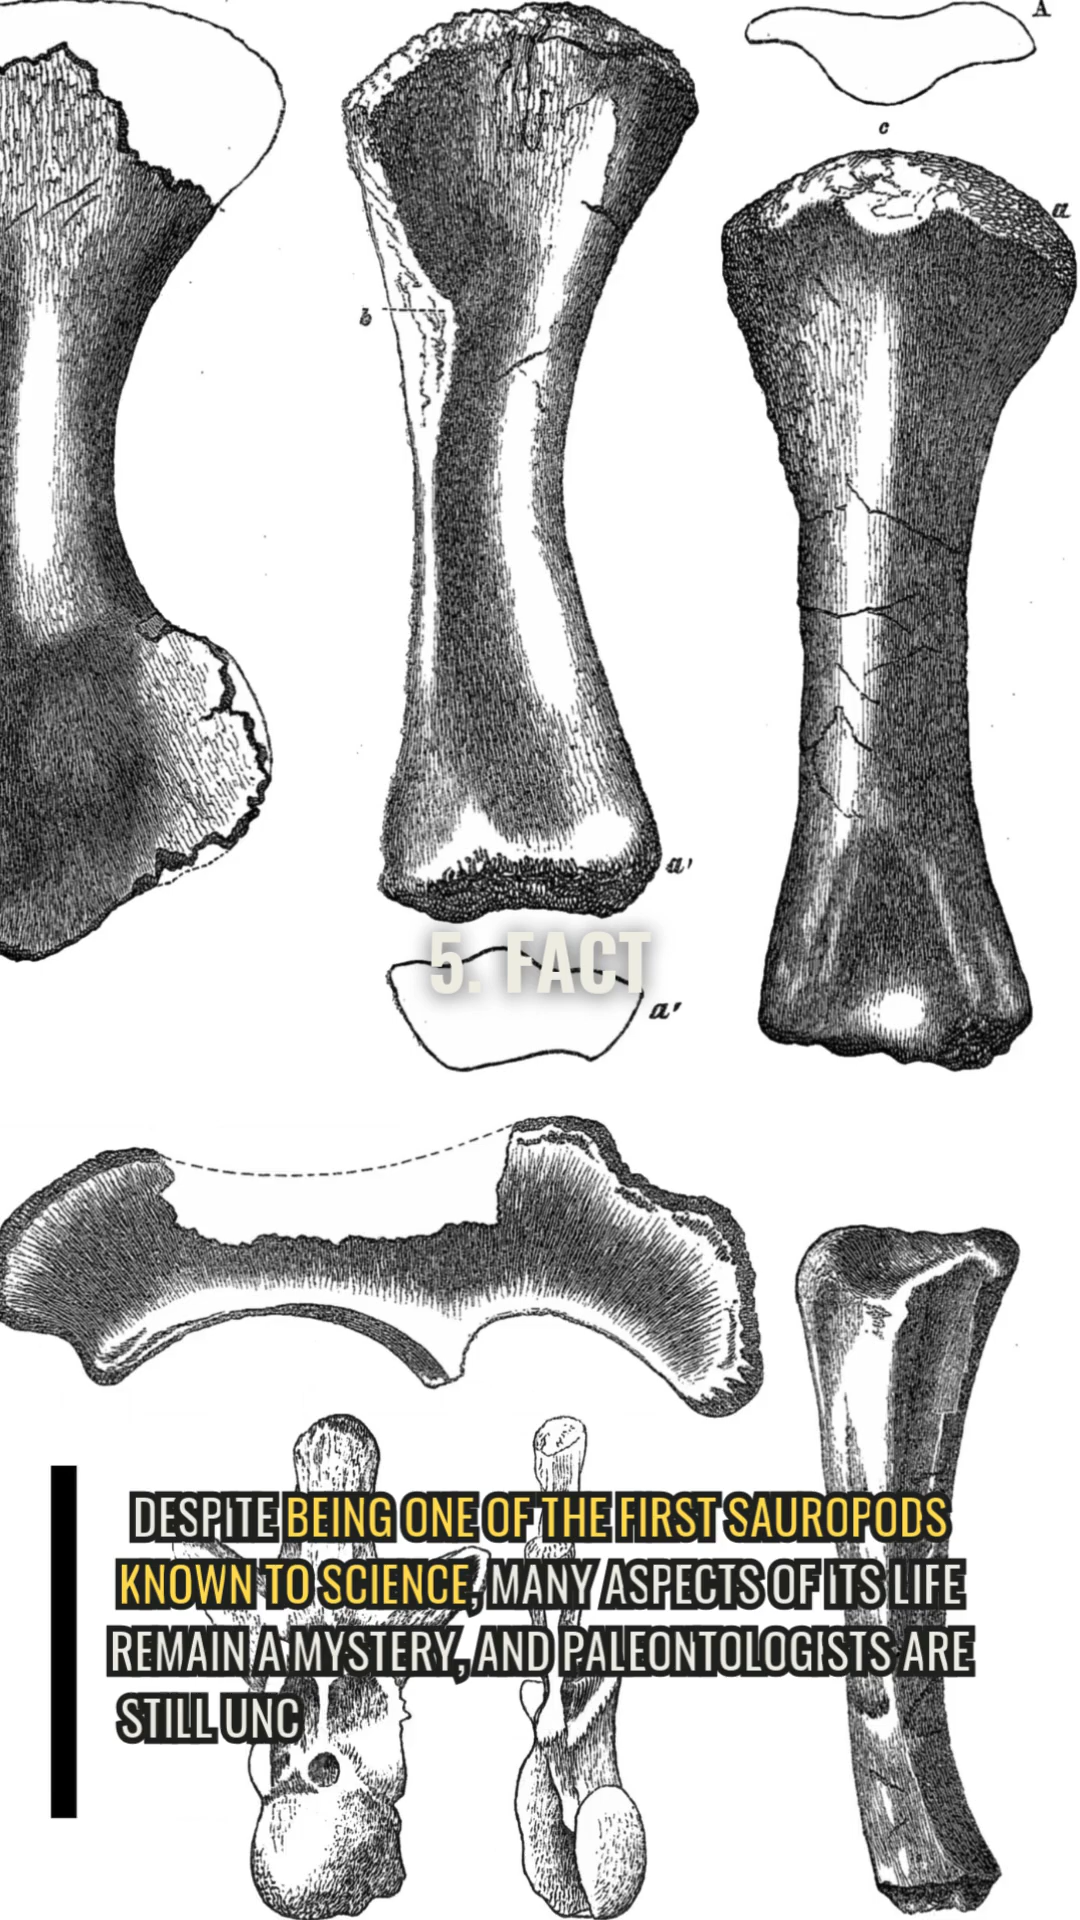 A
c
a
b
a'
5. FACT
a'
DESPITE BEING ONE OF THE FIRST SAUROPODS
KNOWN TO SCIENCE, MANY ASPECTS OF ITS LIFE
REMAIN A MYSTERY, AND PALEONTOLOGISTS ARE
STILL UNC